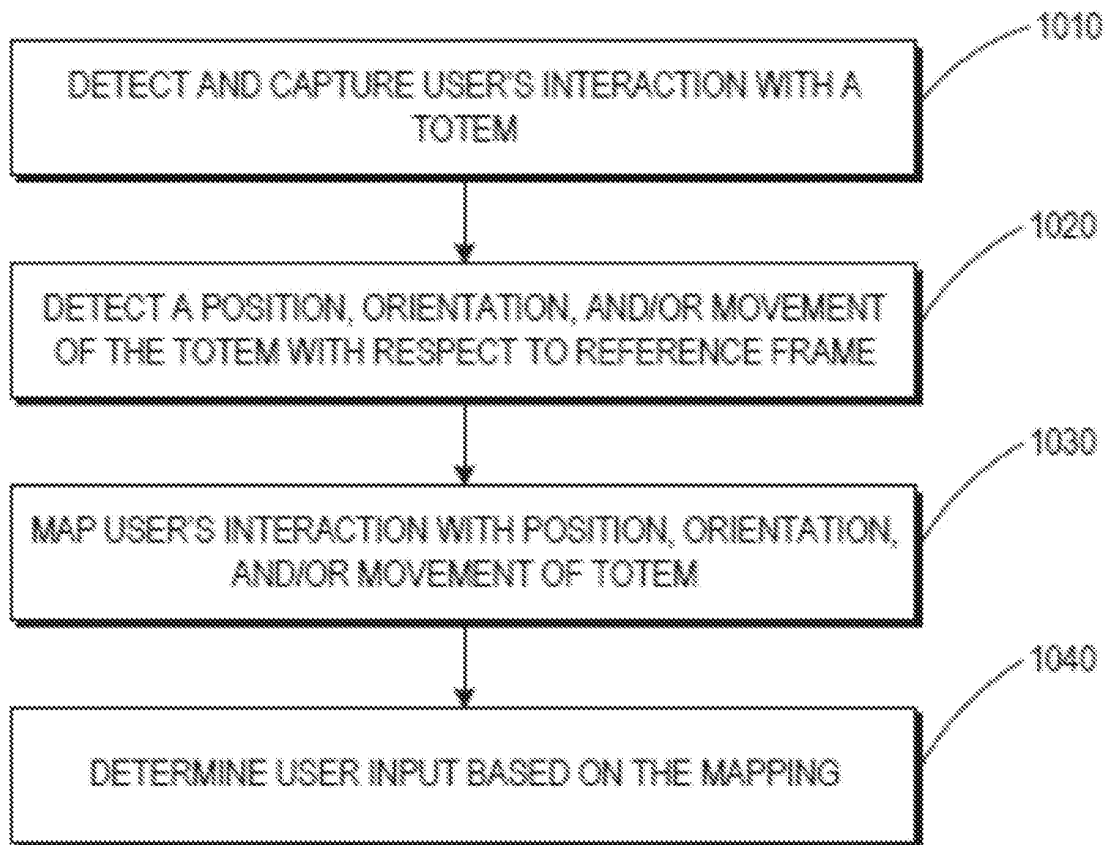 1010
DETECT AND CAPTURE USER'S INTERACTION WITH A
TOTEM
1020
DETECT A POSITION, ORIENTATION, AND/OR MOVEMENT
OF THE TOTEM WITH RESPECT TO REFERENCE FRAME
1030
MAP USER'S INTERACTION WITH POSITION, ORIENTATION,
AND/OR MOVEMENT OF TOTEM
1040
DETERMINE USER INPUT BASED ON THE MAPPING